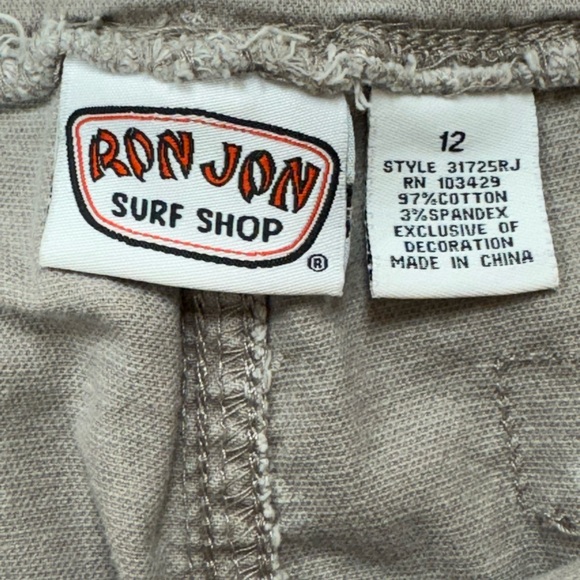 RON JON
SURF SHOP
®
12
STYLE 31725RJ
RN 103429
97%COTTON
3%SPANDEX
EXCLUSIVE OF
DECORATION
MADE IN CHINA